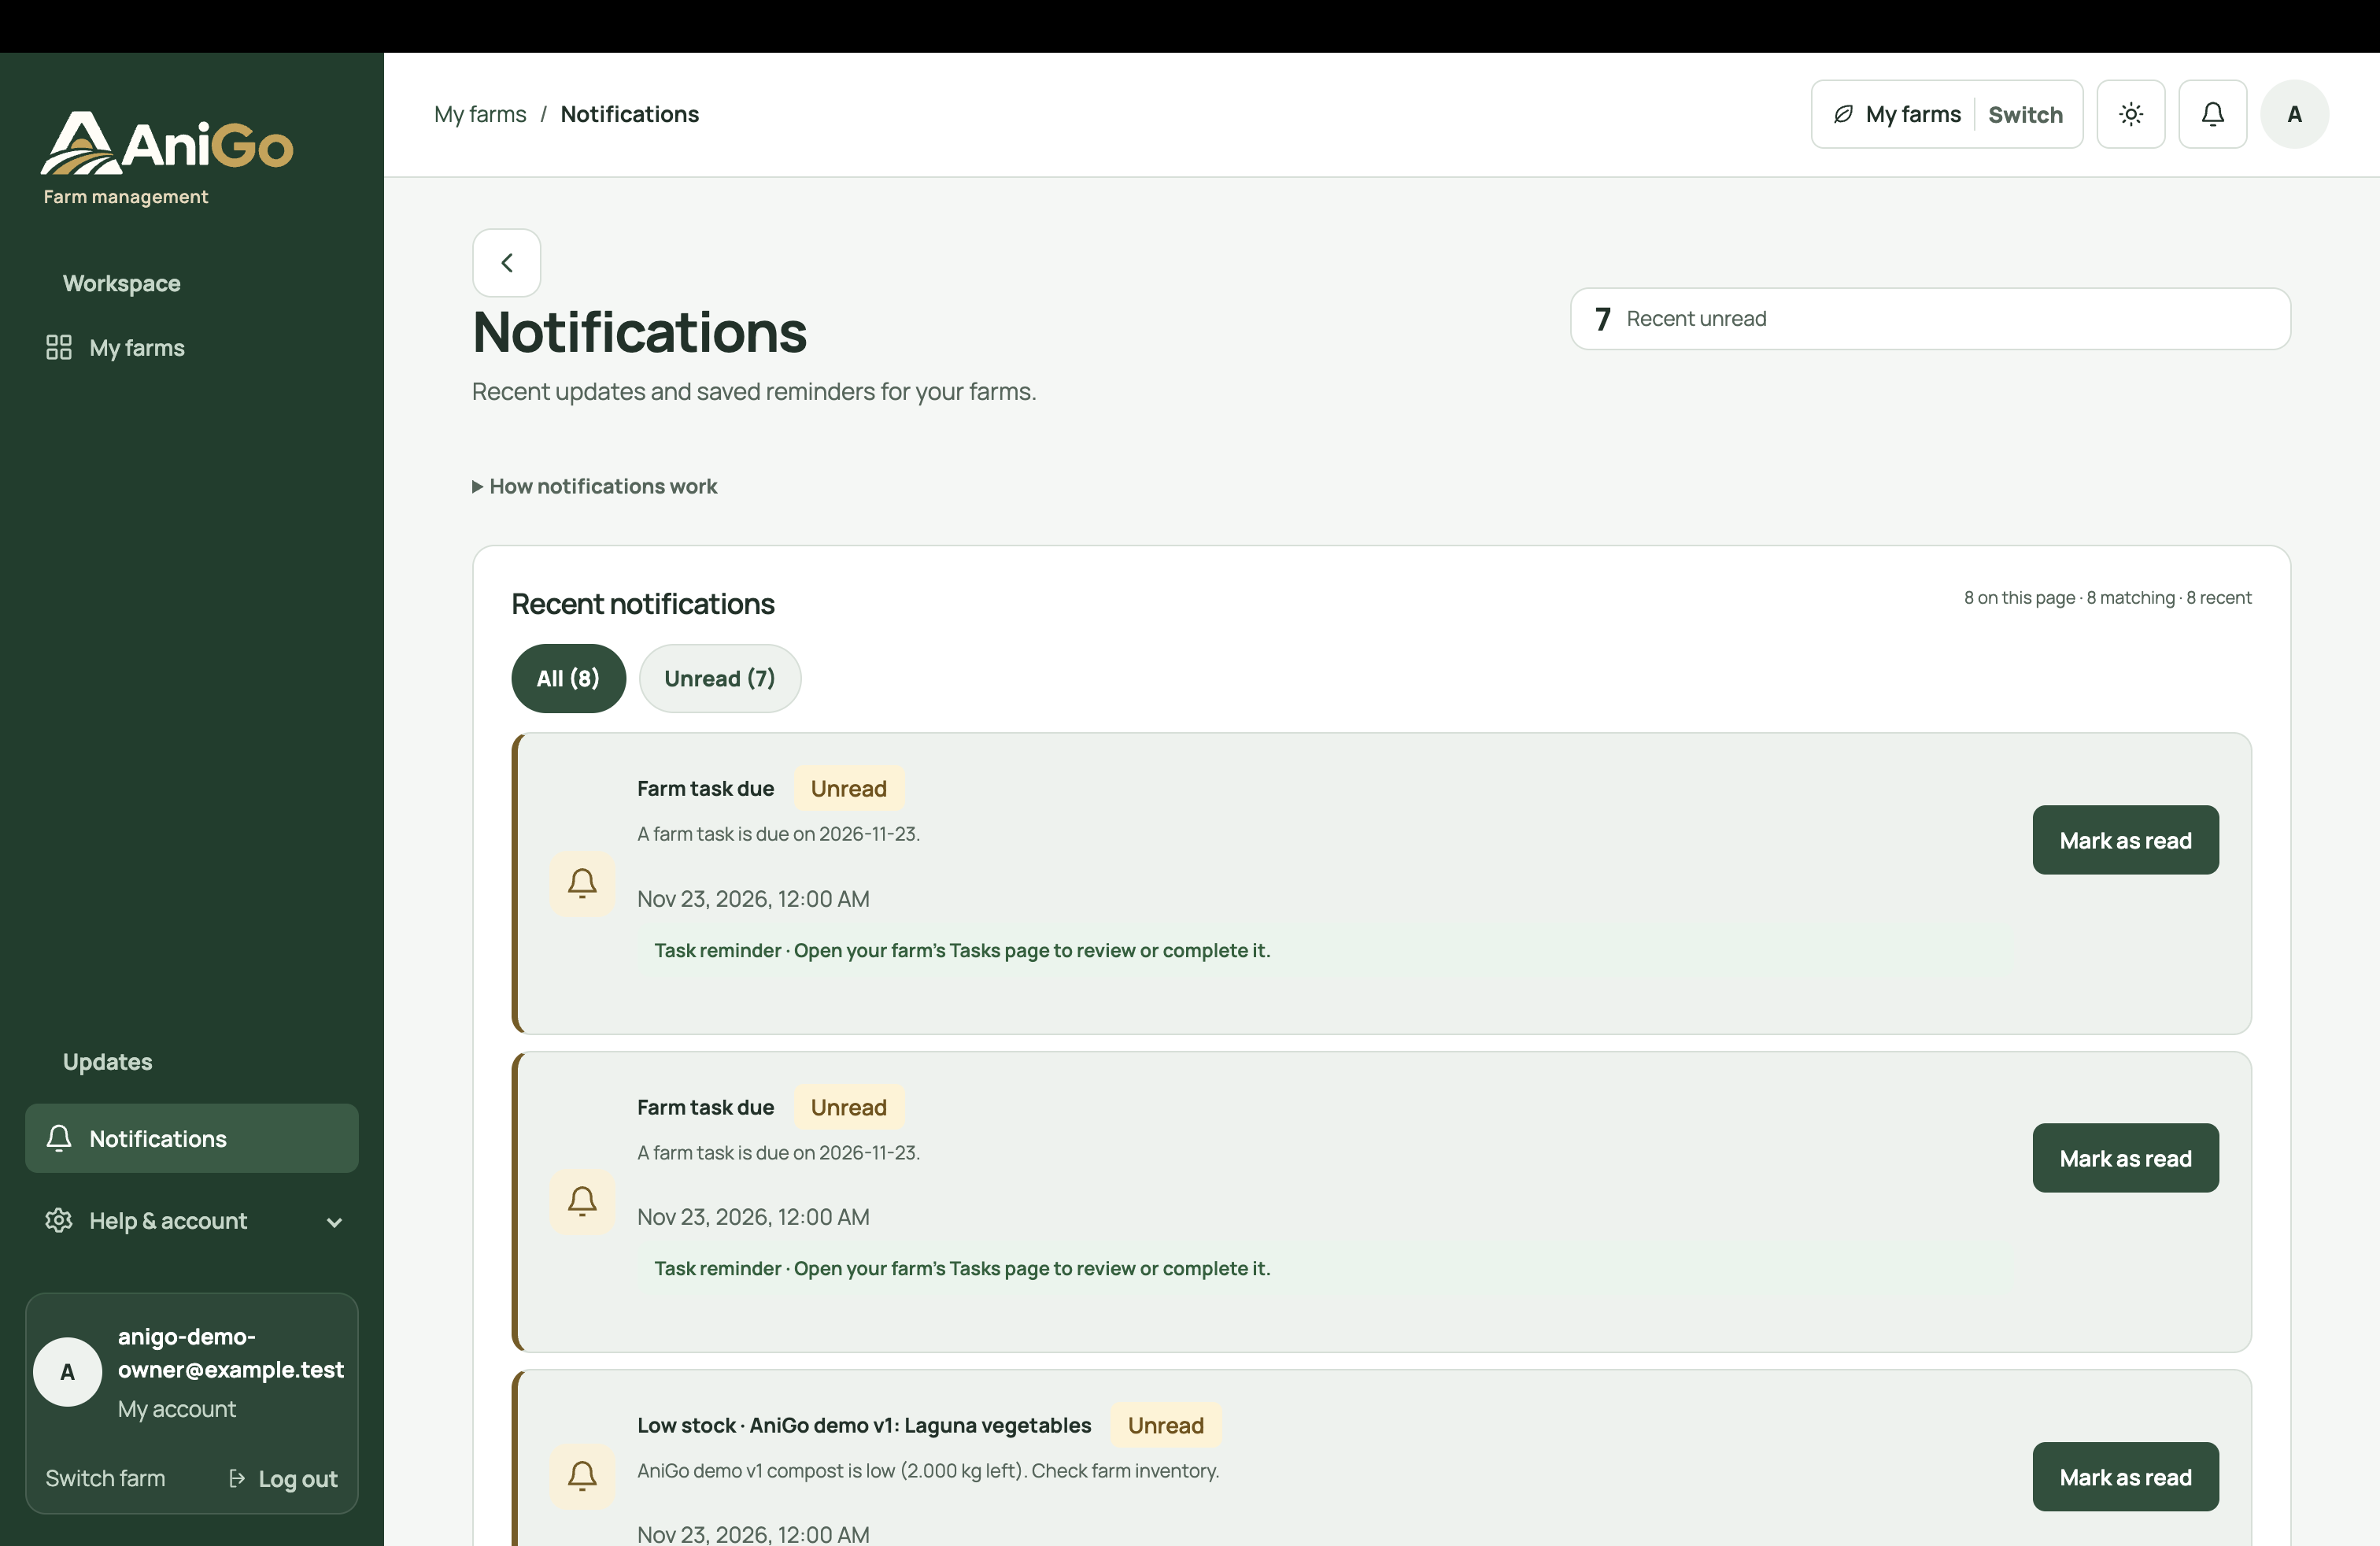 AniGo
Farm management
Workspace
My farms
Updates
Notifications
Help & account
A
anigo-demo-
owner@example.test
My account
Switch farm
Log out
My farms / Notifications
My farms
Switch
A
Notifications
Recent updates and saved reminders for your farms.
7 Recent unread
How notifications work
Recent notifications
8 on this page · 8 matching · 8 recent
All (8)
Unread (7)
Farm task due Unread
A farm task is due on 2026-11-23.
Mark as read
Nov 23, 2026, 12:00 AM
Task reminder · Open your farm's Tasks page to review or complete it.
Farm task due Unread
A farm task is due on 2026-11-23.
Mark as read
Nov 23, 2026, 12:00 AM
Task reminder · Open your farm's Tasks page to review or complete it.
Low stock · AniGo demo v1: Laguna vegetables Unread
AniGo demo v1 compost is low (2.000 kg left). Check farm inventory.
Mark as read
Nov 23, 2026, 12:00 AM